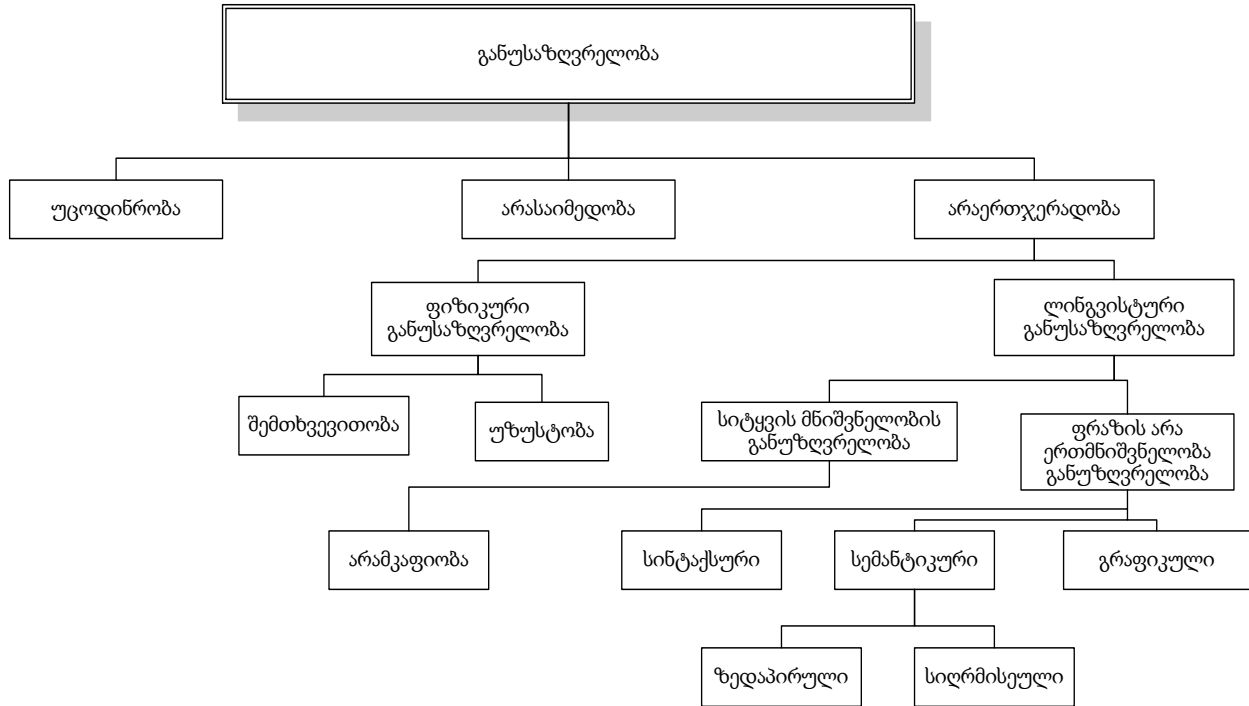 განუსაზღვრელობა
უცოდინრობა
არასაიმედობა
არაერთჯერადობა
ფიზიკური
განუსაზღვრელობა
ლინგვისტური
განუსაზღვრელობა
შემთხვევითობა
უზუსტობა
სიტყვის მნიშვნელობის
განუზღვრელობა
ფრაზის არა
ერთმნიშვნელობა
განუზღვრელობა
არამკაფიობა
სინტაქსური
სემანტიკური
გრაფიკული
ზედაპირული
სიღრმისეული